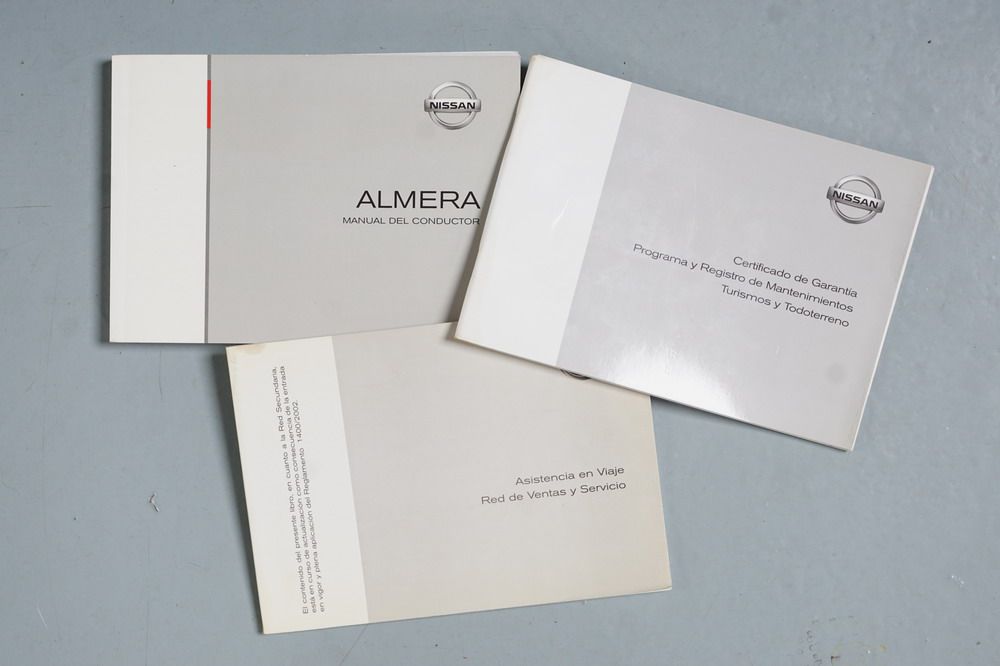 NISSAN
ALMERA
MANUAL DEL CONDUCTOR
NISSAN
Certificado de Garantía
Programa y Registro de Mantenimientos
Turismos y Todoterreno
El contenido del presente libro, en cuanto a la Red Secundaria,
está en curso de actualización como consecuencia de la entrada
en vigor y plena aplicación del Reglamento 1400/2002.
Asistencia en Viaje
Red de Ventas y Servicio